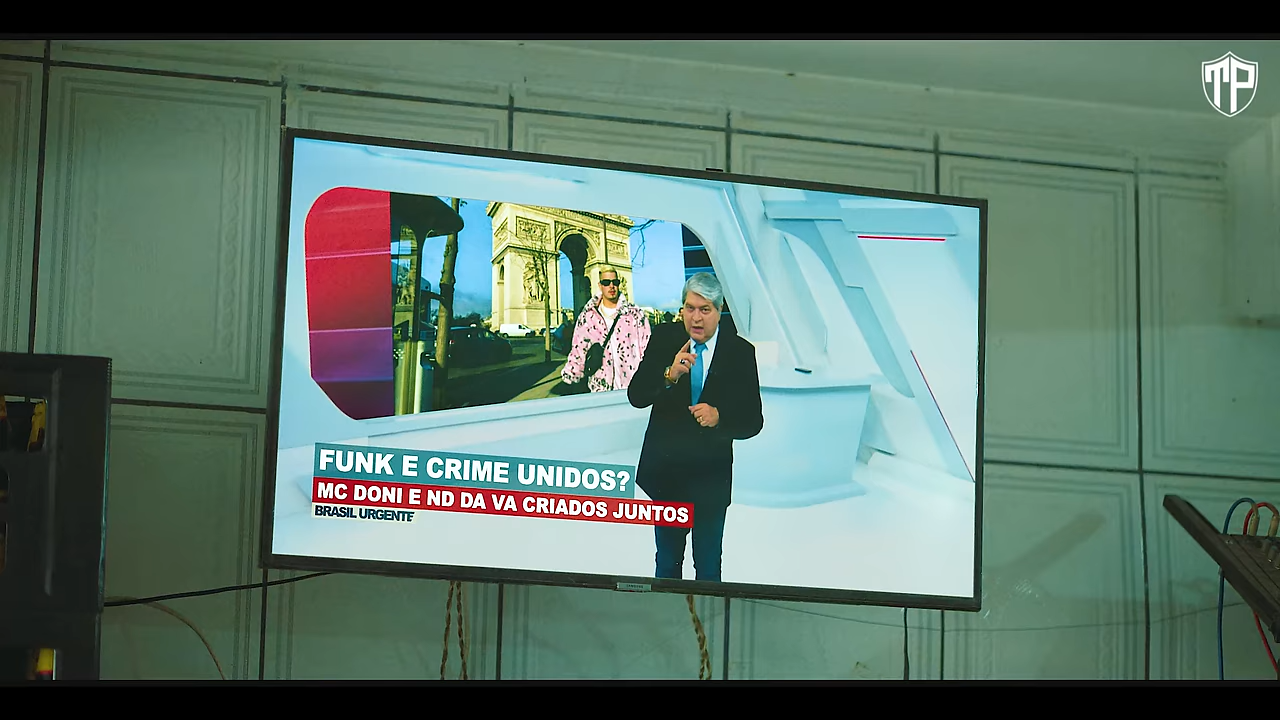 TP
FUNK E CRIME UNIDOS?
MC DONI E ND DA VA CRIADOS JUNTOS
BRASIL URGENTE